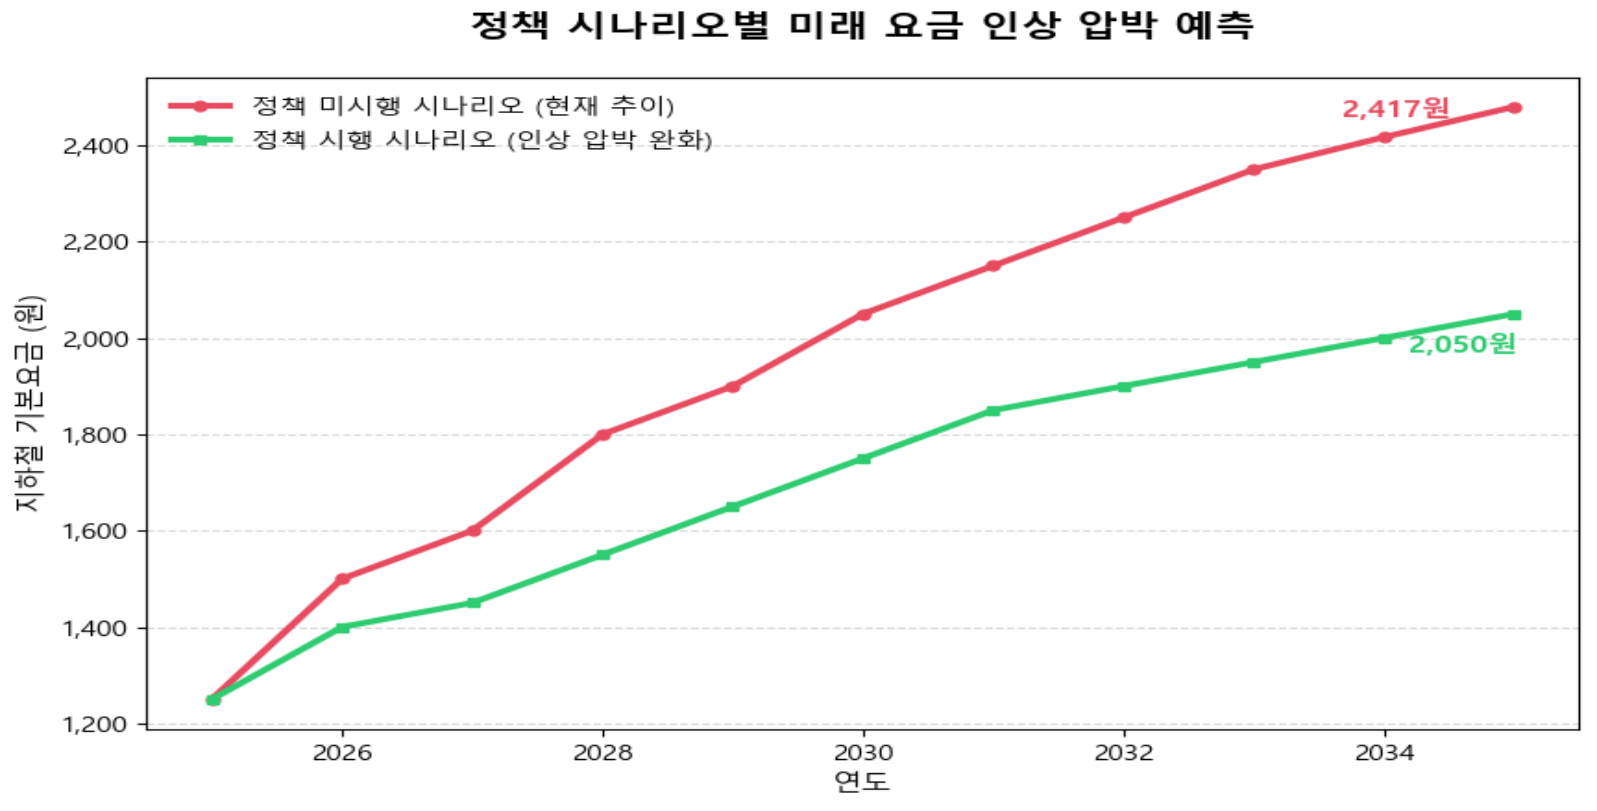 정책 시나리오별 미래 요금 인상 압박 예측
정책 미시행 시나리오 (현재 추이)
정책 시행 시나리오 (인상 압박 완화)
2,417원
2,050원
지하철 기본요금 (원)
2,400
2,200
2,000
1,800
1,600
1,400
1,200
2026 2028 2030 2032 2034
연도